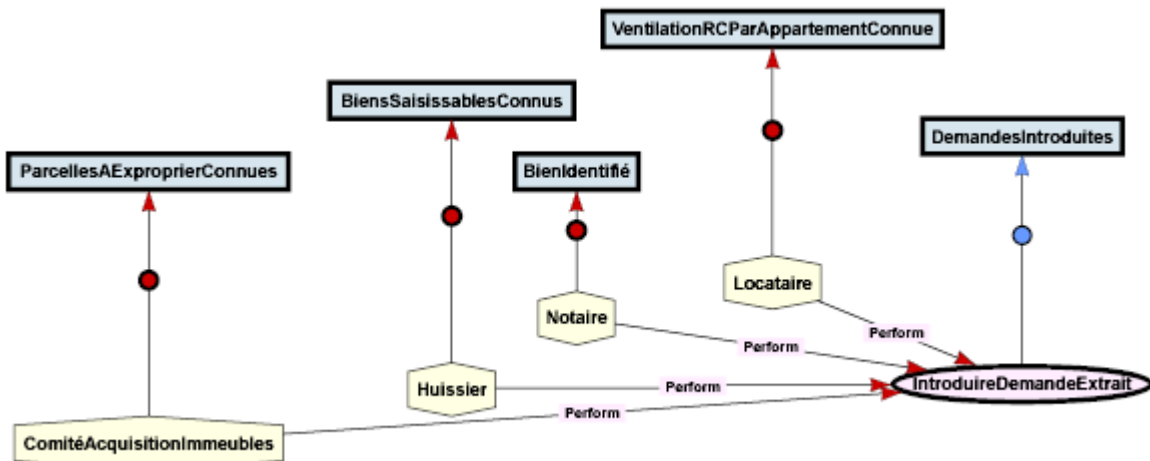 VentilationRCParAppartementConnue
BiensSaisissablesConnus
DemandesIntroduites
ParcellesAExproprierConnues
BienIdentifié
Locataire
Notaire
Perform
Perform
Huissier
Perform
IntroduireDemandeExtrait
Perform
ComitéAcquisitionImmeubles